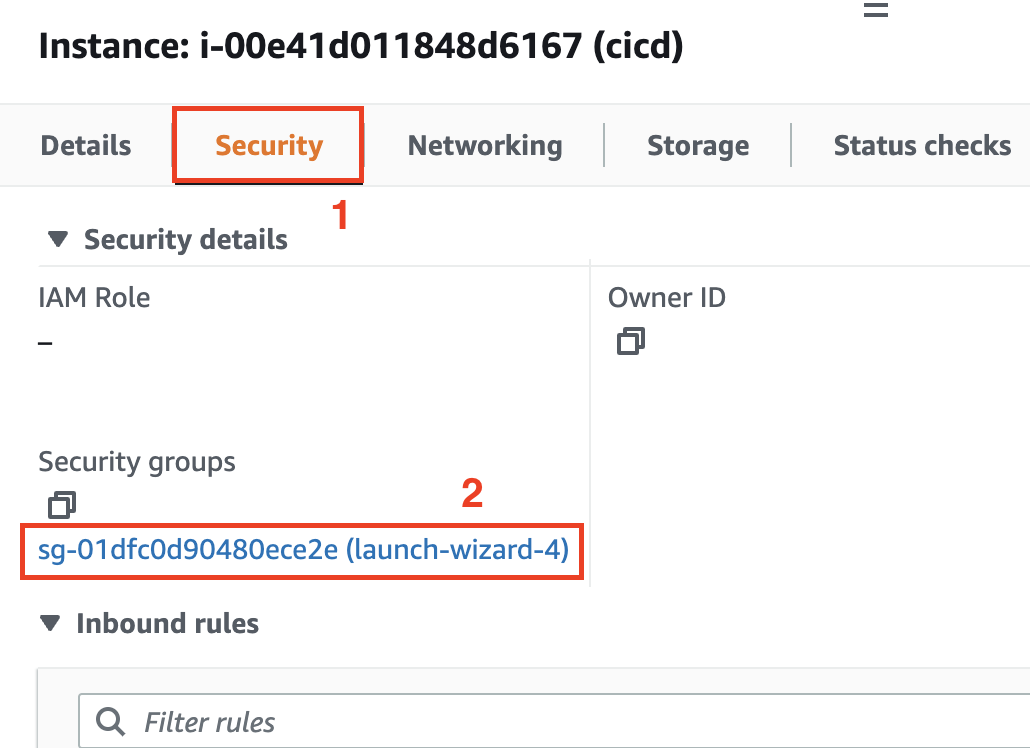 Instance: i-00e41d011848d6167 (cicd)
Details Security Networking Storage Status checks
1
Security details
IAM Role Owner ID
–
Security groups
2
sg-01dfc0d90480ece2e (launch-wizard-4)
Inbound rules
Filter rules